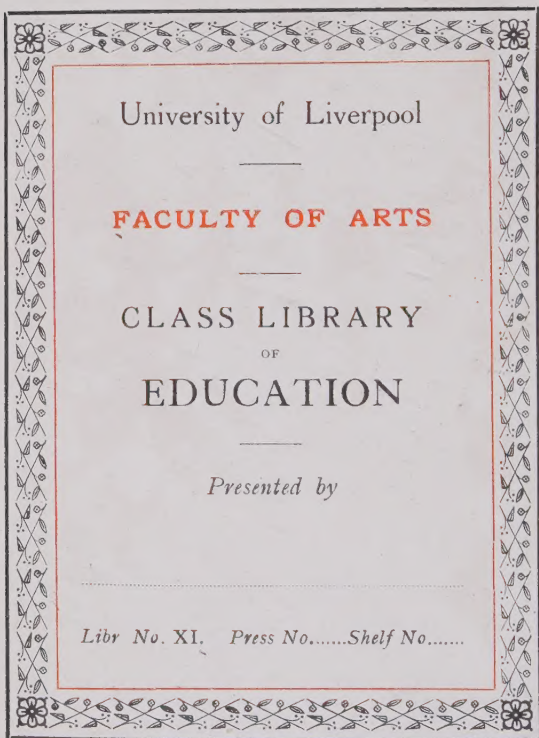 University of Liverpool
FACULTY OF ARTS
CLASS LIBRARY
OF
EDUCATION
Presented by
Libr No. XI. Press No.......Shelf No.......